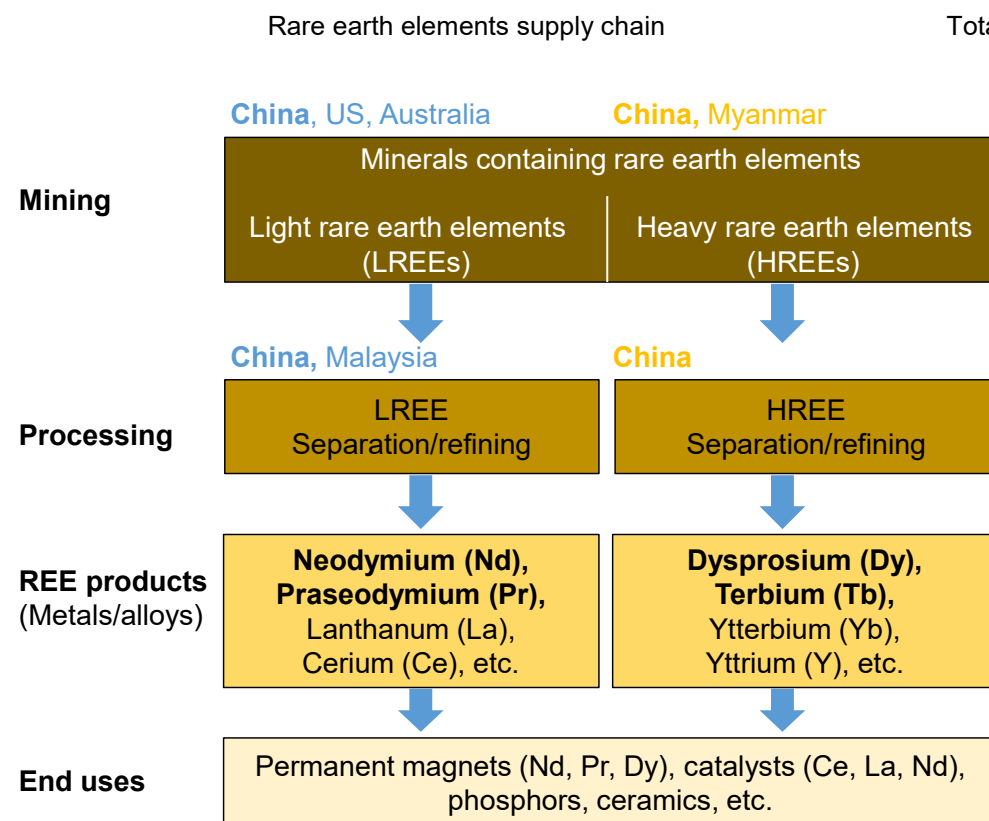 Rare earth elements supply chain
Tota
China, US, Australia
China, Myanmar
Mining
Minerals containing rare earth elements
Light rare earth elements
(LREEs)
Heavy rare earth elements
(HREEs)
China, Malaysia
China
Processing
LREE
Separation/refining
HREE
Separation/refining
REE products
(Metals/alloys)
Neodymium (Nd),
Praseodymium (Pr),
Lanthanum (La),
Cerium (Ce), etc.
Dysprosium (Dy),
Terbium (Tb),
Ytterbium (Yb),
Yttrium (Y), etc.
End uses
Permanent magnets (Nd, Pr, Dy), catalysts (Ce, La, Nd),
phosphors, ceramics, etc.